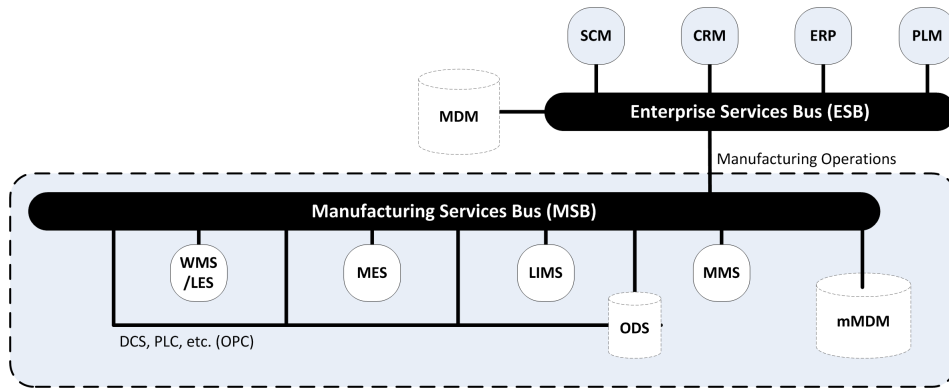 SCM
CRM
ERP
PLM
MDM
Enterprise Services Bus (ESB)
Manufacturing Operations
Manufacturing Services Bus (MSB)
WMS
/LES
MES
LIMS
MMS
ODS
mMDM
DCS, PLC, etc. (OPC)